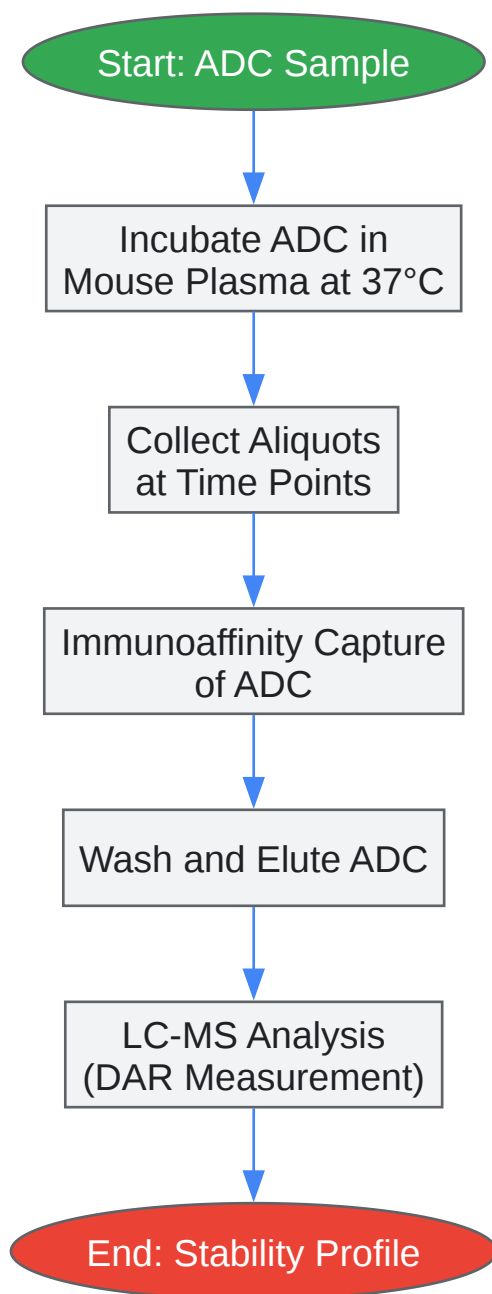 Start: ADC Sample
Incubate ADC in
Mouse Plasma at 37°C
Collect Aliquots
at Time Points
Immunoaffinity Capture
of ADC
Wash and Elute ADC
LC-MS Analysis
(DAR Measurement)
End: Stability Profile